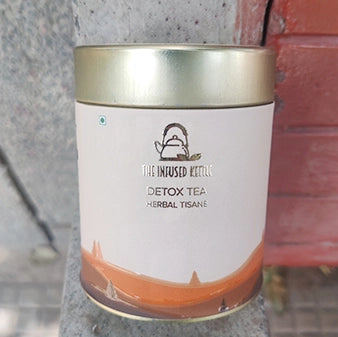 THE INFUSED KETTLE
DETOX TEA
HERBAL TISANE